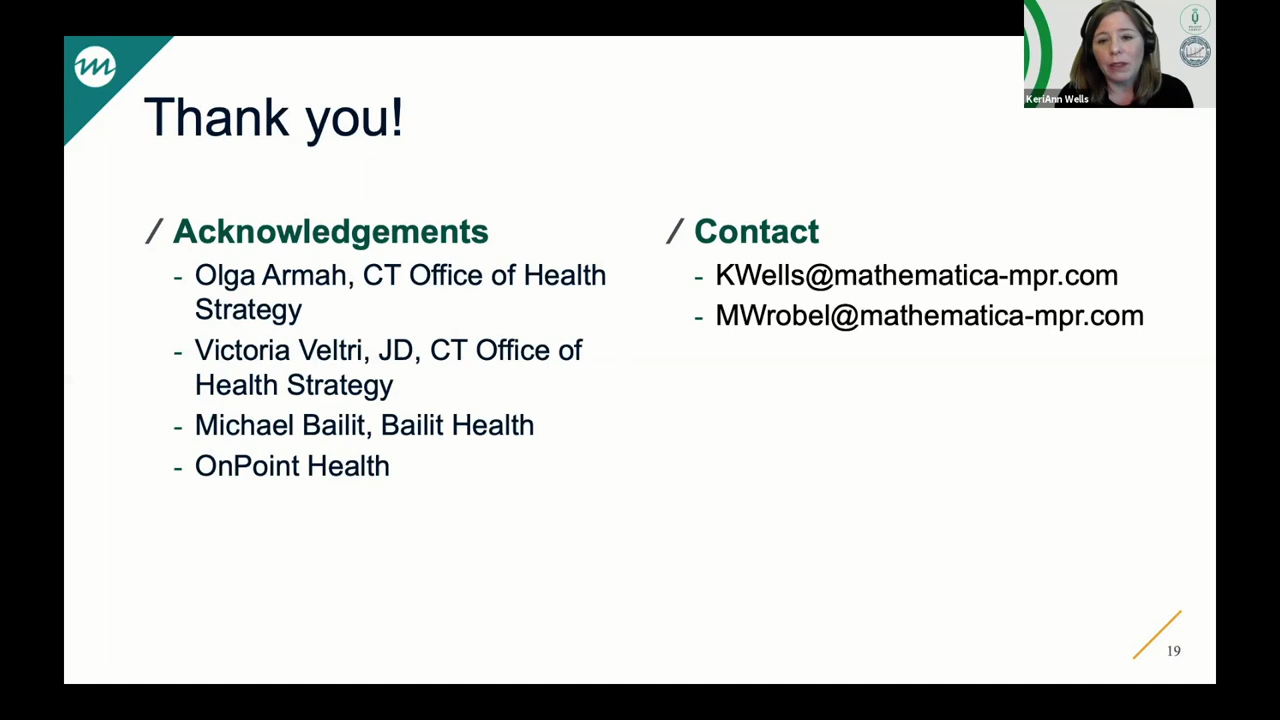 KeriAnn Wells
Thank you!
/ Acknowledgements
- Olga Armah, CT Office of Health
Strategy
- Victoria Veltri, JD, CT Office of
Health Strategy
- Michael Bailit, Bailit Health
- OnPoint Health
/ Contact
- KWells@mathematica-mpr.com
- MWrobel@mathematica-mpr.com
19